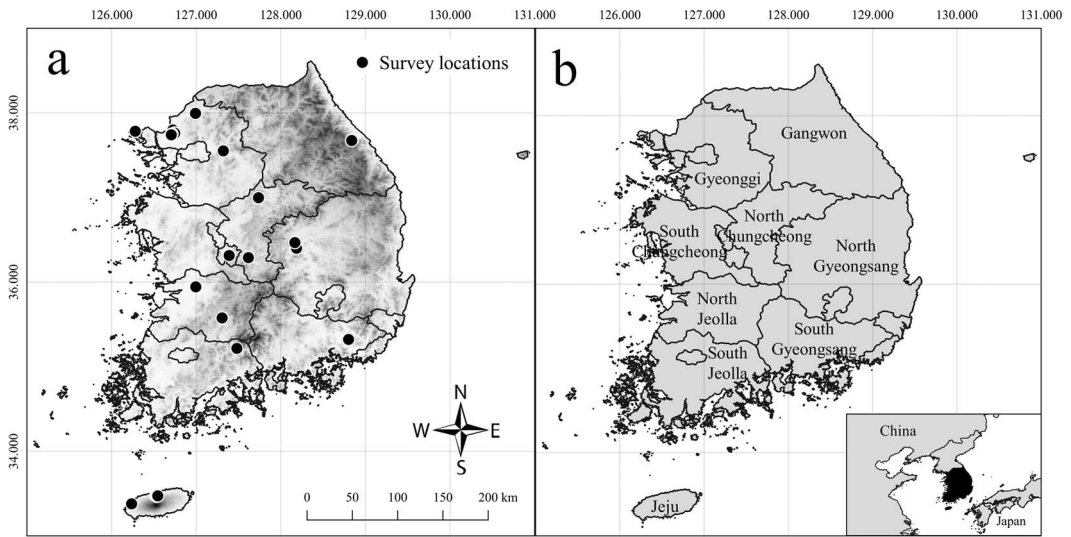 126.000 127.000 128.000 129.000 130.000 131.000 126.000 127.000 128.000 129.000 130.000 131.000
a
Survey locations
b
38.000
Gangwon
Gyeonggi
North
Chungcheong
South
Chungcheong
North
Gyeongsang
36.000
North
Jeolla
South
Gyeongsang
South
Jeolla
N
W E
S
34.000
0 50 100 150 200 km
Jeju
China
Japan